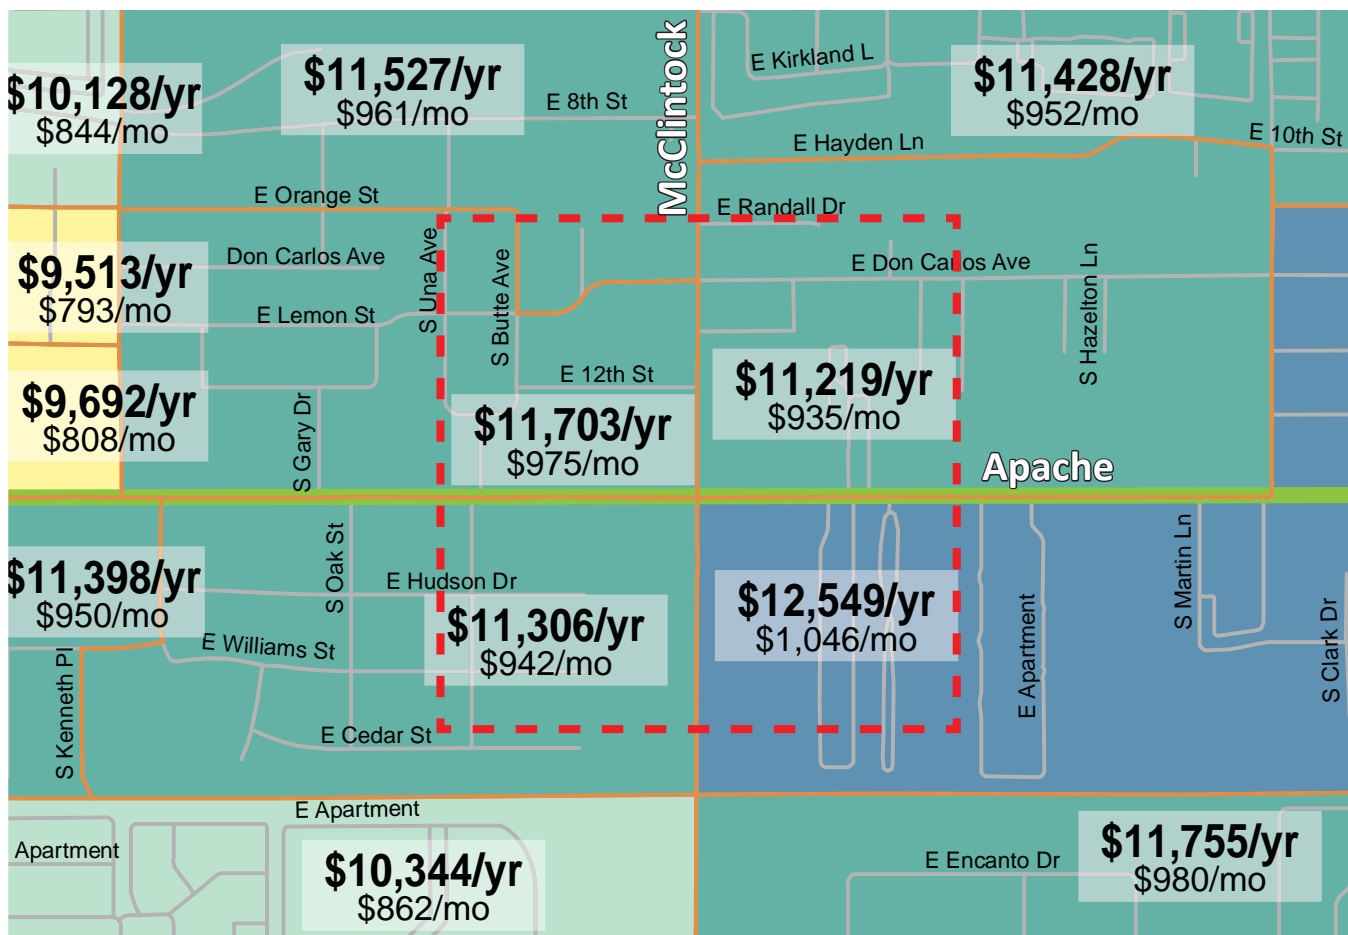 E Kirkland L
$10,128/yr
$844/mo
$11,527/yr
$961/mo
E 8th St
McClintock
$11,428/yr
$952/mo
E Hayden Ln
E 10th St
E Orange St
E Randall Dr
Don Carlos Ave
S Una Ave
S Butte Ave
E Don Carlos Ave
S Hazelton Ln
$9,513/yr
$793/mo
E Lemon St
E 12th St
$9,692/yr
$808/mo
S Gary Dr
$11,703/yr
$975/mo
$11,219/yr
$935/mo
Apache
$11,398/yr
$950/mo
S Oak St
E Hudson Dr
$11,306/yr
$942/mo
$12,549/yr
$1,046/mo
S Martin Ln
E Williams St
E Apartment
S Clark Dr
S Kenneth Pl
E Cedar St
E Apartment
Apartment
$10,344/yr
$862/mo
E Encanto Dr
$11,755/yr
$980/mo